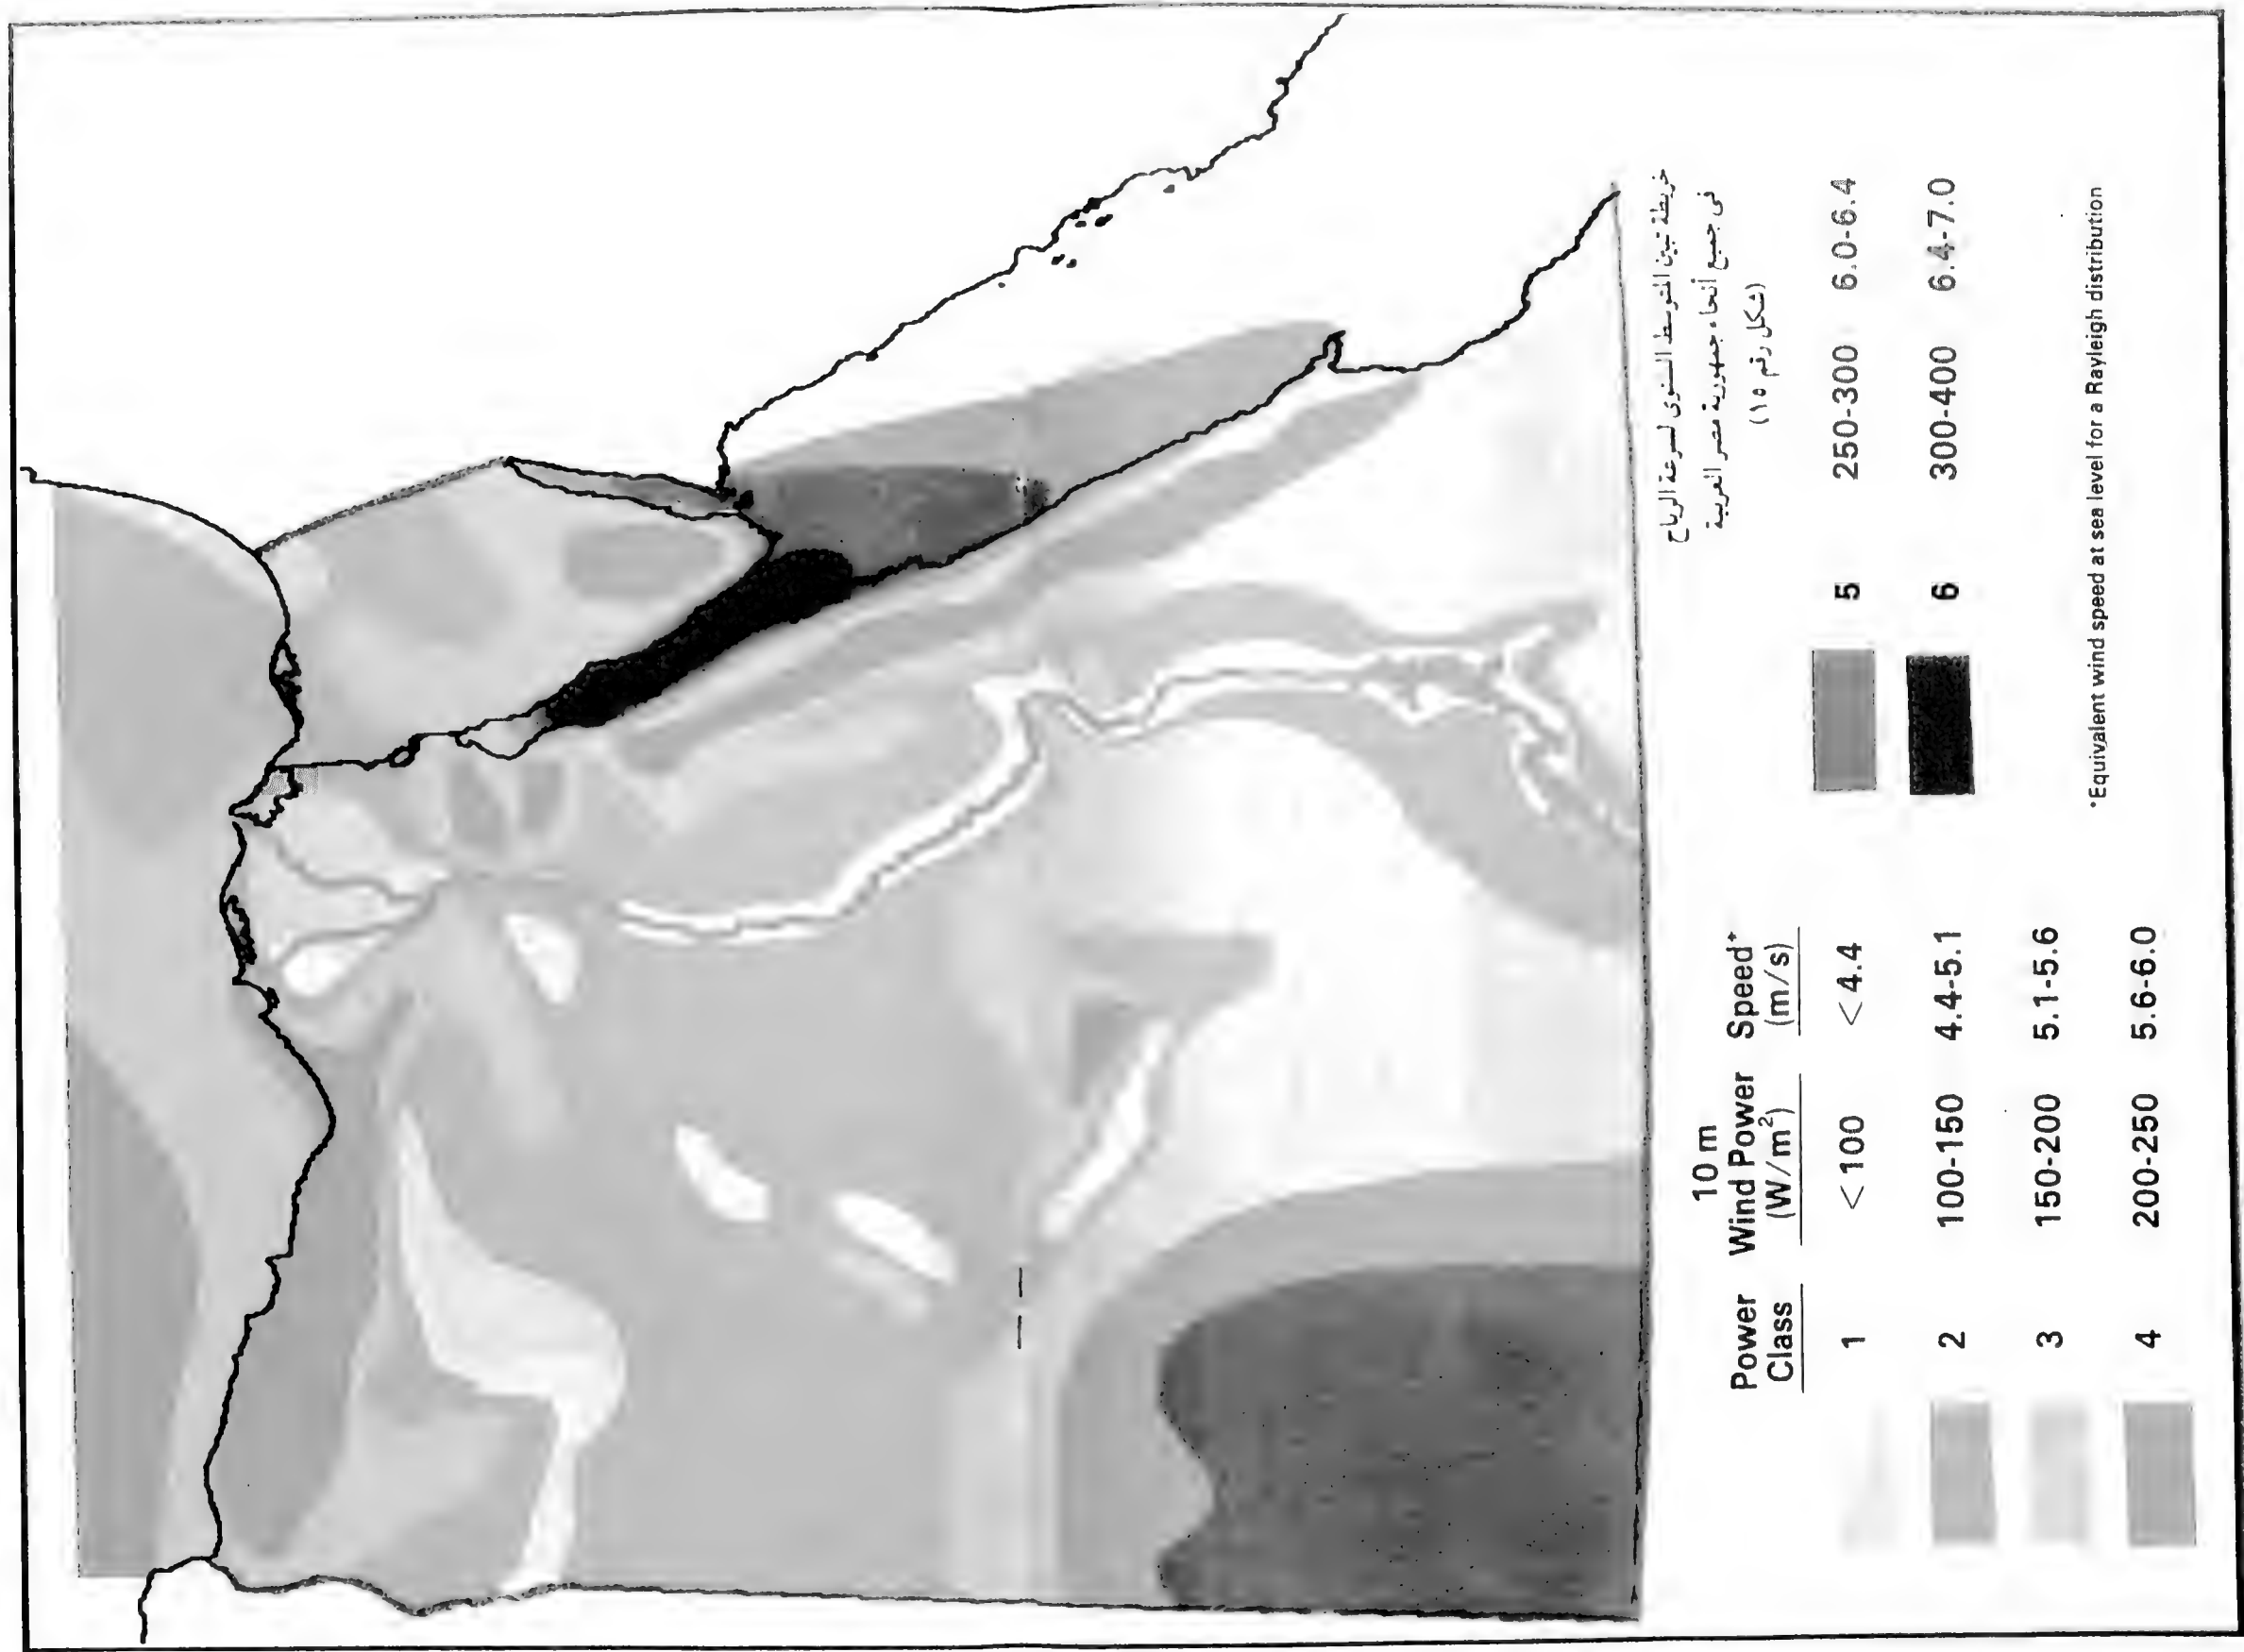 خريطة تبين المتوسط السنوى لسرعة الرياح
فى جميع أنحاء جمهورية مصر العربية
(شكل رقم ١٥)
10 m
Power Wind Power Speed*
Class (W/m²) (m/s)
1 <100 <4.4
2 100-150 4.4-5.1
3 150-200 5.1-5.6
4 200-250 5.6-6.0
5 250-300 6.0-6.4
6 300-400 6.4-7.0
*Equivalent wind speed at sea level for a Rayleigh distribution